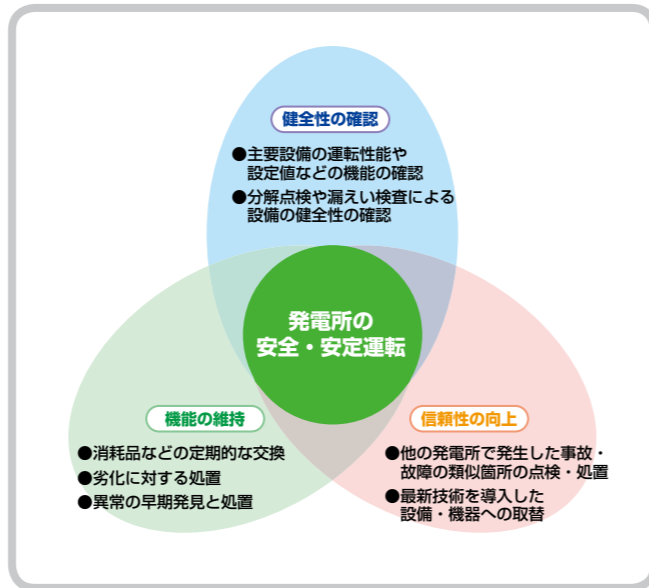 健全性の確認
●主要設備の運転性能や
設定値などの機能の確認
●分解点検や漏えい検査による
設備の健全性の確認
発電所の
安全・安定運転
機能の維持
●消耗品などの定期的な交換
●劣化に対する処置
●異常の早期発見と処置
信頼性の向上
●他の発電所で発生した事故・
故障の類似箇所の点検・処置
●最新技術を導入した
設備・機器への取替